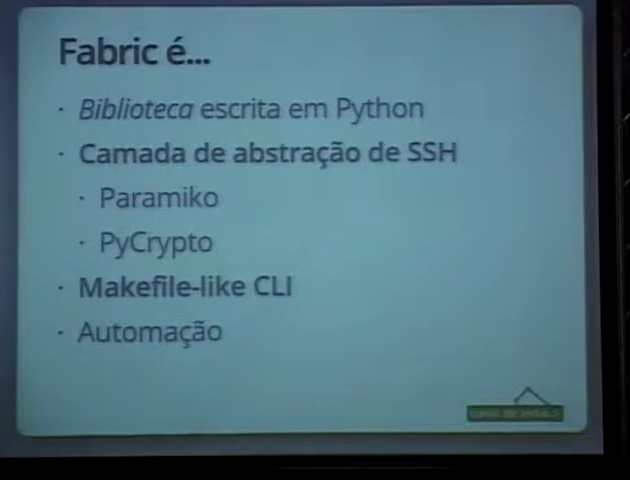 Fabric é...
· Biblioteca escrita em Python
· Camada de abstração de SSH
· Paramiko
· PyCrypto
· Makefile-like CLI
· Automação